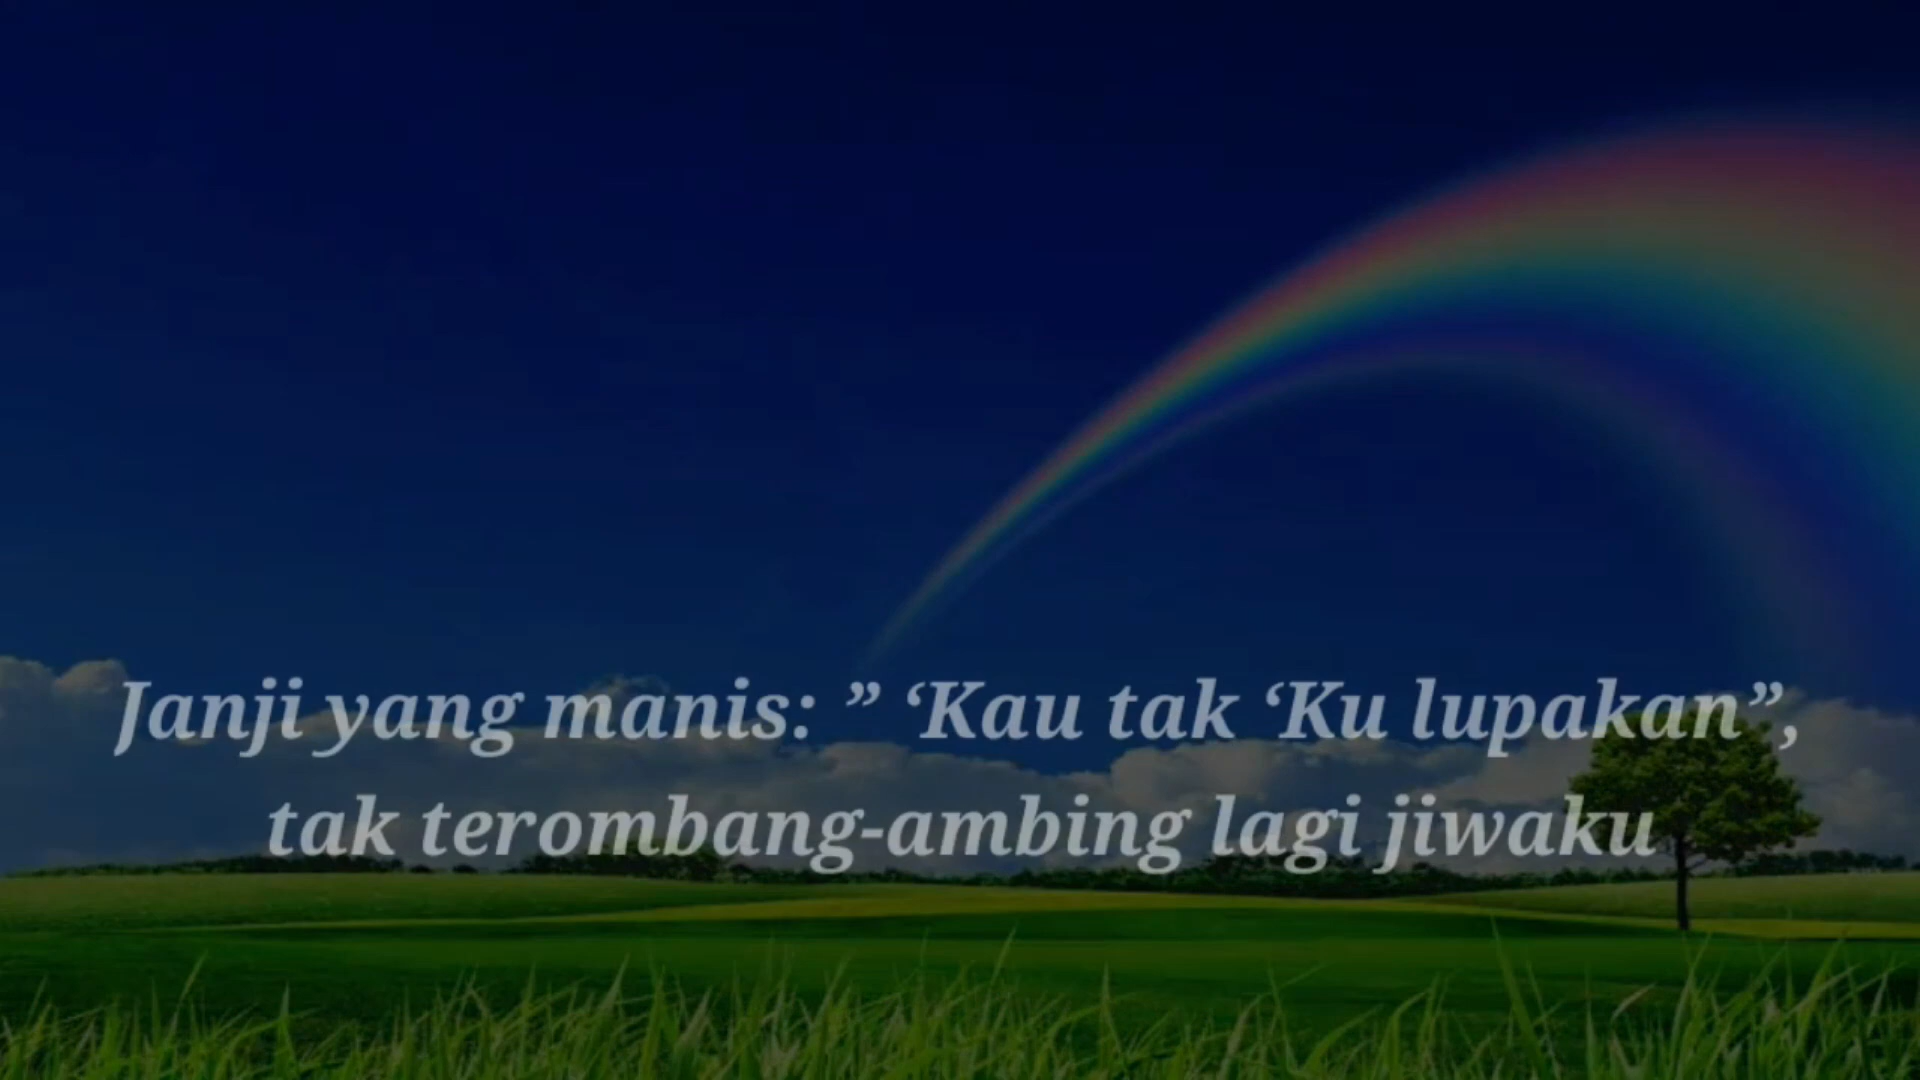 Janji yang manis: ” ‘Kau tak ‘Ku lupakan”,
tak terombang-ambing lagi jiwaku